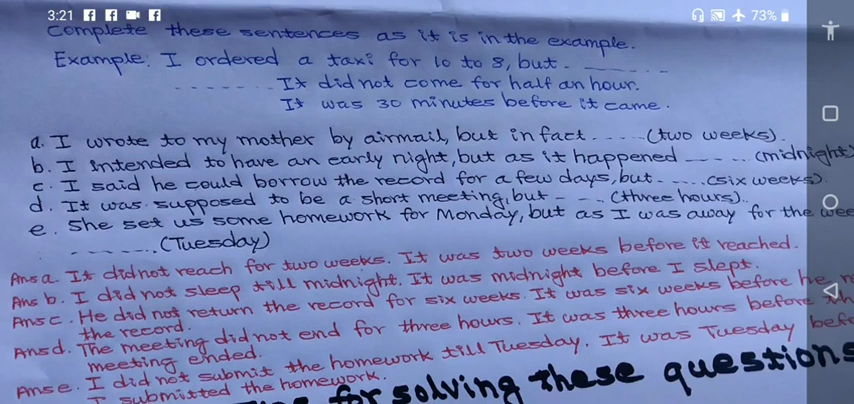 3:21 73%
Complete these sentences as it is in the example.
Example: I ordered a taxi for 10 to 8, but - ------
------- It did not come for half an hour.
It was 30 minutes before it came.
a. I wrote to my mother by airmail, but in fact.----- (two weeks).
b. I intended to have an early night, but as it happened ----- (midnight)
c. I said he could borrow the record for a few days, but.----- (six weeks)
d. It was supposed to be a short meeting, but - - - . (three hours)..
e. She set us some homework for Monday, but as I was away for the
------.(Tuesday)
Ans a. It didnot reach for two weeks. It was two weeks before it reached.
Ans b. I did not sleep till midnight. It was midnight before I slept.
Ans c. He did not return the record for six weeks. It was six weeks before he
the record.
Ans d. The meeting did not end for three hours. It was three hours before
meeting ended.
Ans e. I did not submit the homework till Tuesday. It was Tuesday
I submitted the homework.
for solving these questions